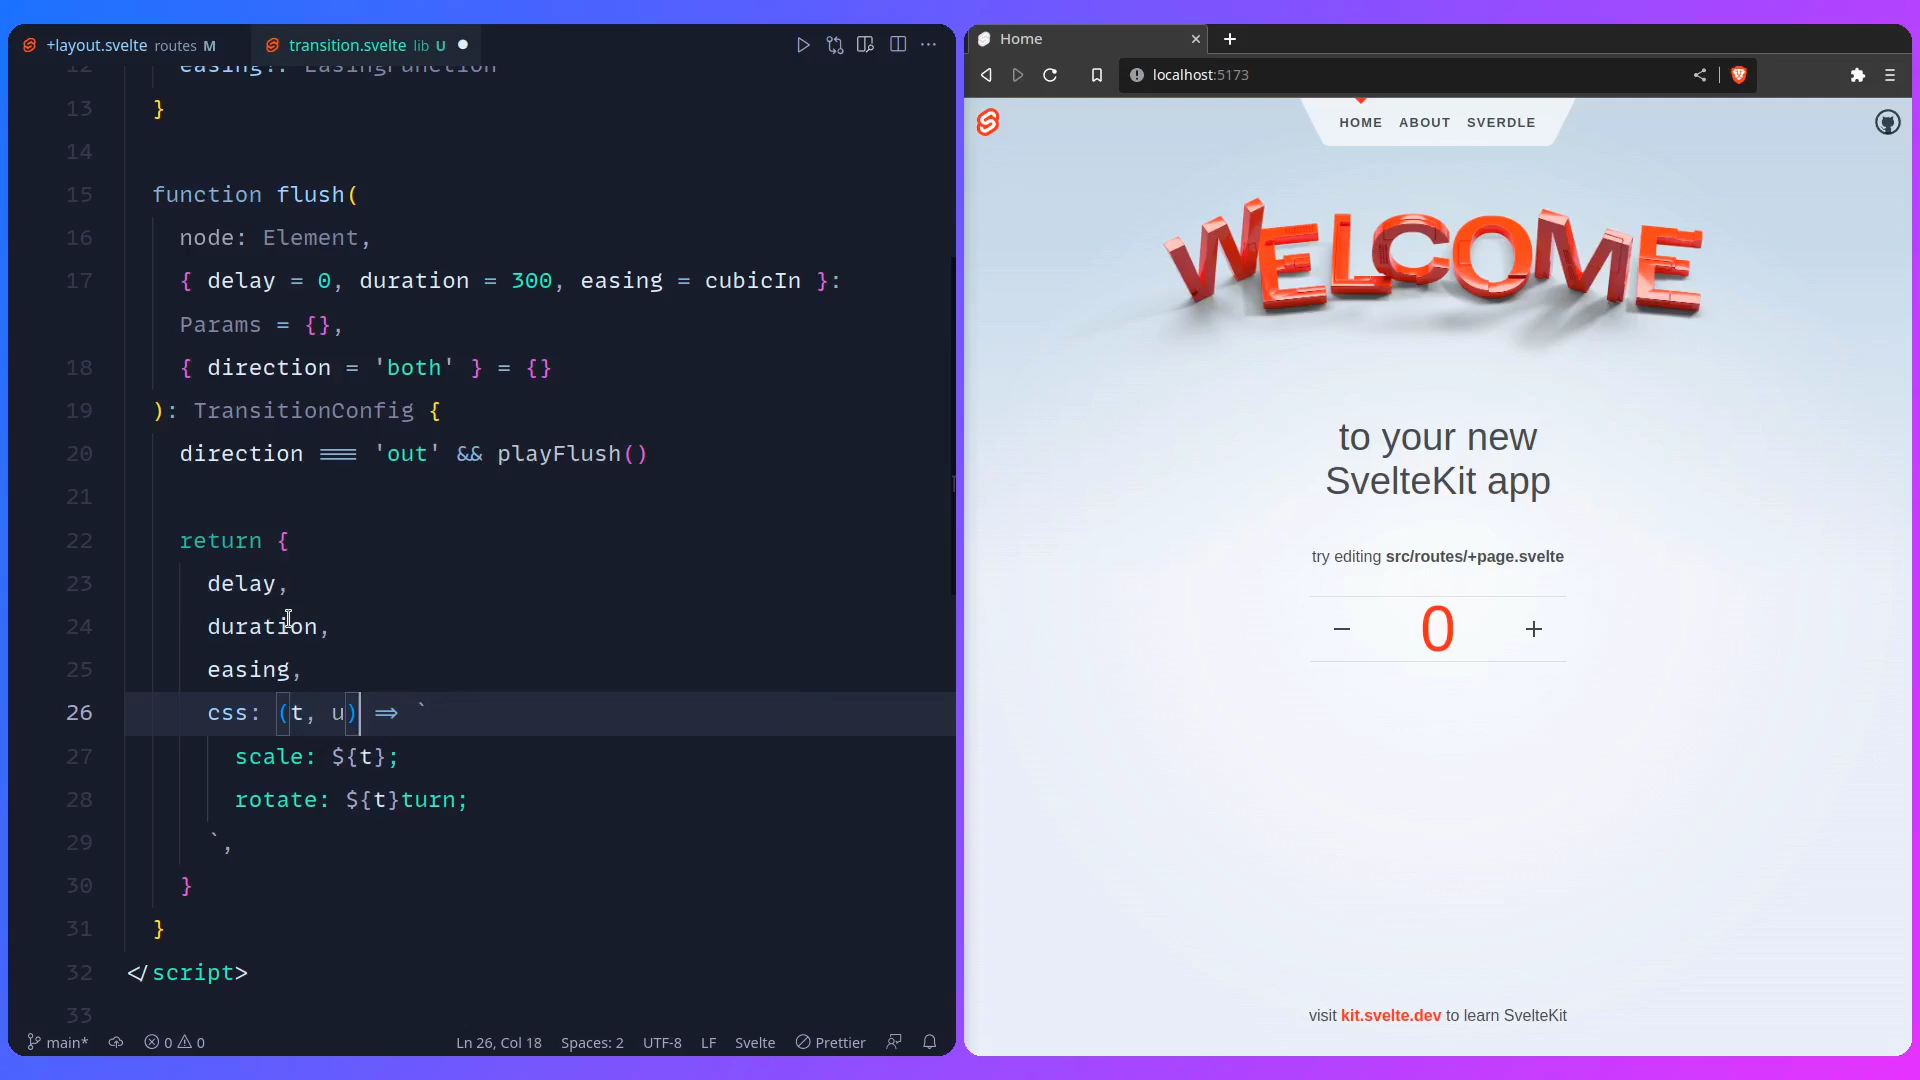 +layout.svelte routes M
transition.svelte lib U
12 easing?: EasingFunction
13 }
14
15 function flush(
16 node: Element,
17 { delay = 0, duration = 300, easing = cubicIn }:
Params = {},
18 { direction = 'both' } = {}
19 ): TransitionConfig {
20 direction === 'out' && playFlush()
21
22 return {
23 delay,
24 duration,
25 easing,
26 css: (t, u) => `
27 scale: ${t};
28 rotate: ${t}turn;
29 `,
30 }
31 }
32 </script>
33
main* 0 0 Ln 26, Col 18 Spaces: 2 UTF-8 LF Svelte Prettier
Home
localhost:5173
HOME ABOUT SVERDLE
WELCOME
to your new
SvelteKit app
try editing src/routes/+page.svelte
− 0 +
visit kit.svelte.dev to learn SvelteKit